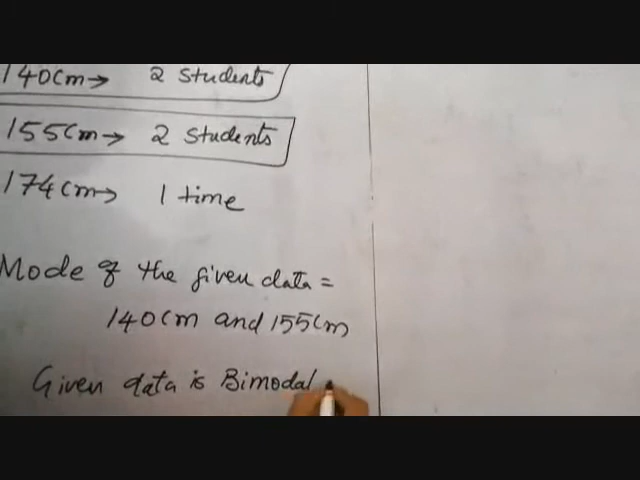 140Cm→ 2 Students
155Cm→ 2 Students
174Cm→ 1 time
Mode of the given data =
140Cm and 155Cm
Given data is Bimodal